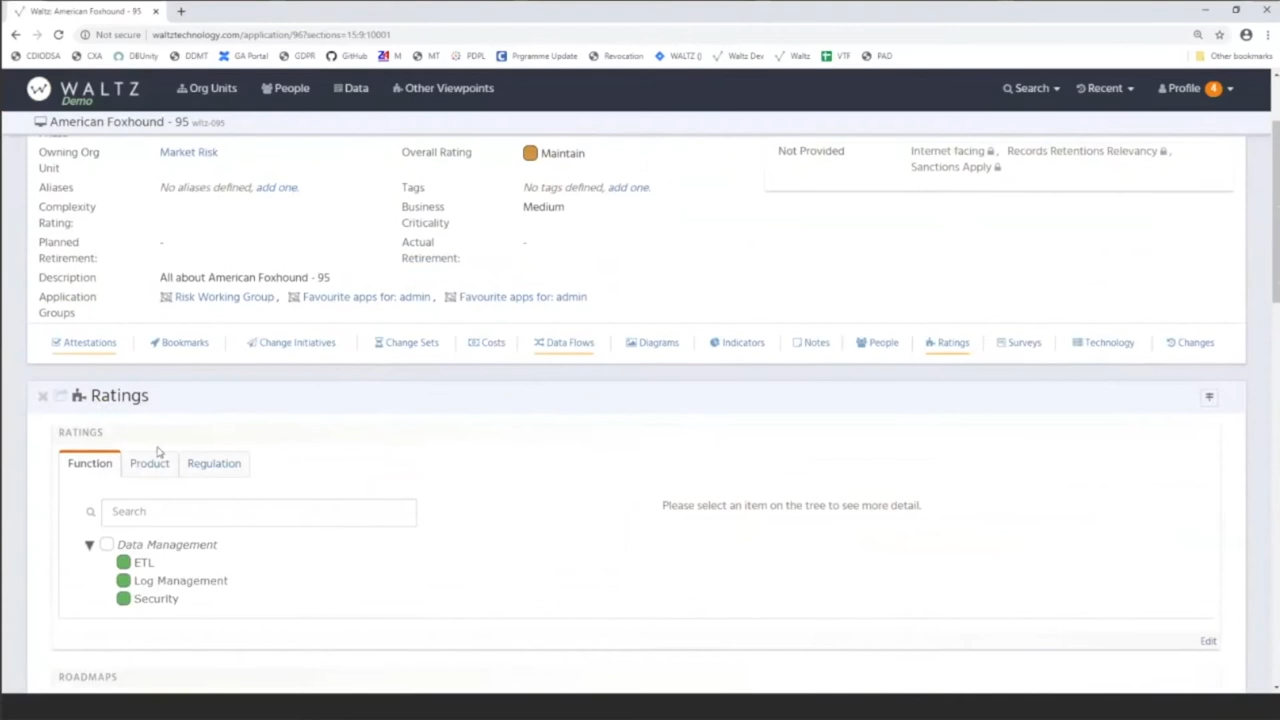 Waltz: American Foxhound - 95
Not secure | waltztechnology.com/application/967sections=15:9:10001
CDIODSA CXA DBUnity DDMT GA Portal GDPR GitHub M MT PDPL Prgramme Update Revocation WALTZ () Waltz Dev Waltz VTF PAD Other bookmarks
WALTZ Org Units People Data Other Viewpoints Search Recent Profile 4
Demo
American Foxhound - 95 wltz-095
Owning Org Unit Market Risk Overall Rating Maintain Not Provided Internet facing , Records Retentions Relevancy ,
Sanctions Apply
Aliases No aliases defined, add one. Tags No tags defined, add one.
Complexity Rating: Business Criticality Medium
Planned Retirement: - Actual Retirement: -
Description All about American Foxhound - 95
Application Groups Risk Working Group , Favourite apps for: admin , Favourite apps for: admin
Attestations Bookmarks Change Initiatives Change Sets Costs Data Flows Diagrams Indicators Notes People Ratings Surveys Technology Changes
Ratings
RATINGS
Function Product Regulation
Search
Please select an item on the tree to see more detail.
Data Management
ETL
Log Management
Security
Edit
ROADMAPS